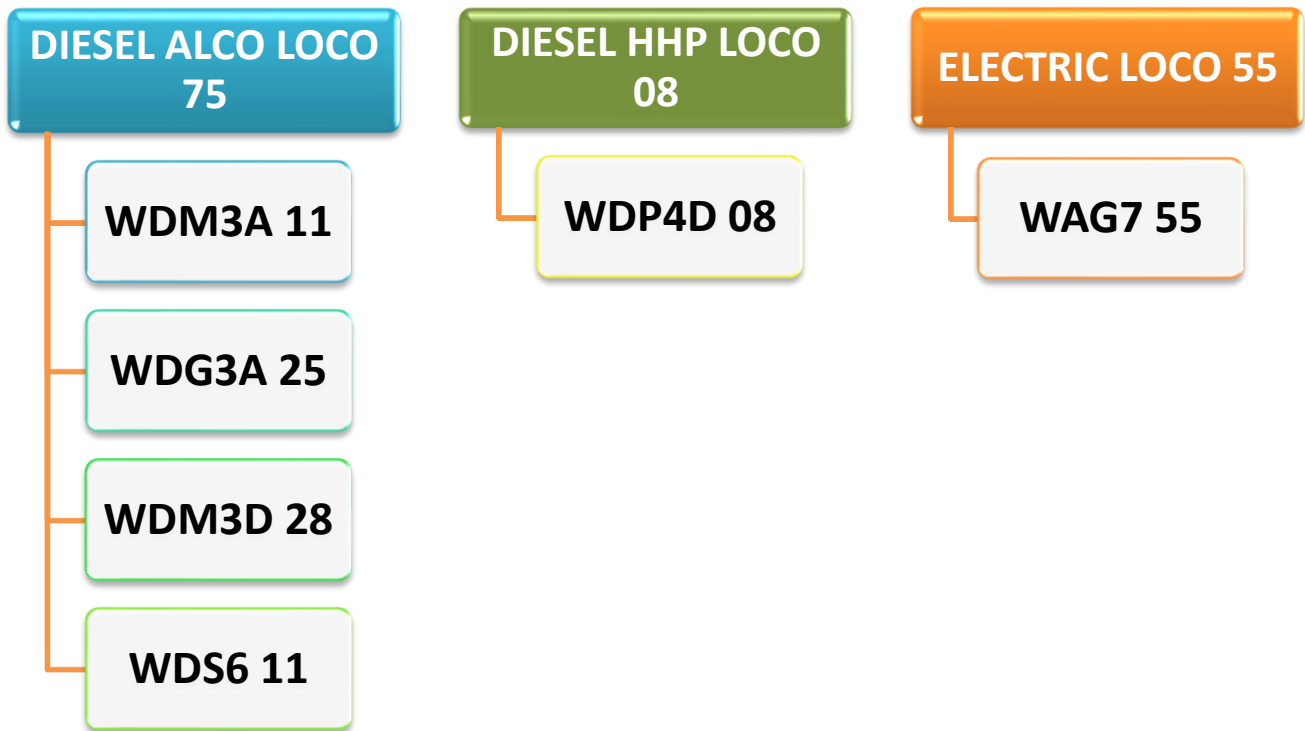 DIESEL ALCO LOCO
75
WDM3A 11
WDG3A 25
WDM3D 28
WDS6 11
DIESEL HHP LOCO
08
WDP4D 08
ELECTRIC LOCO 55
WAG7 55